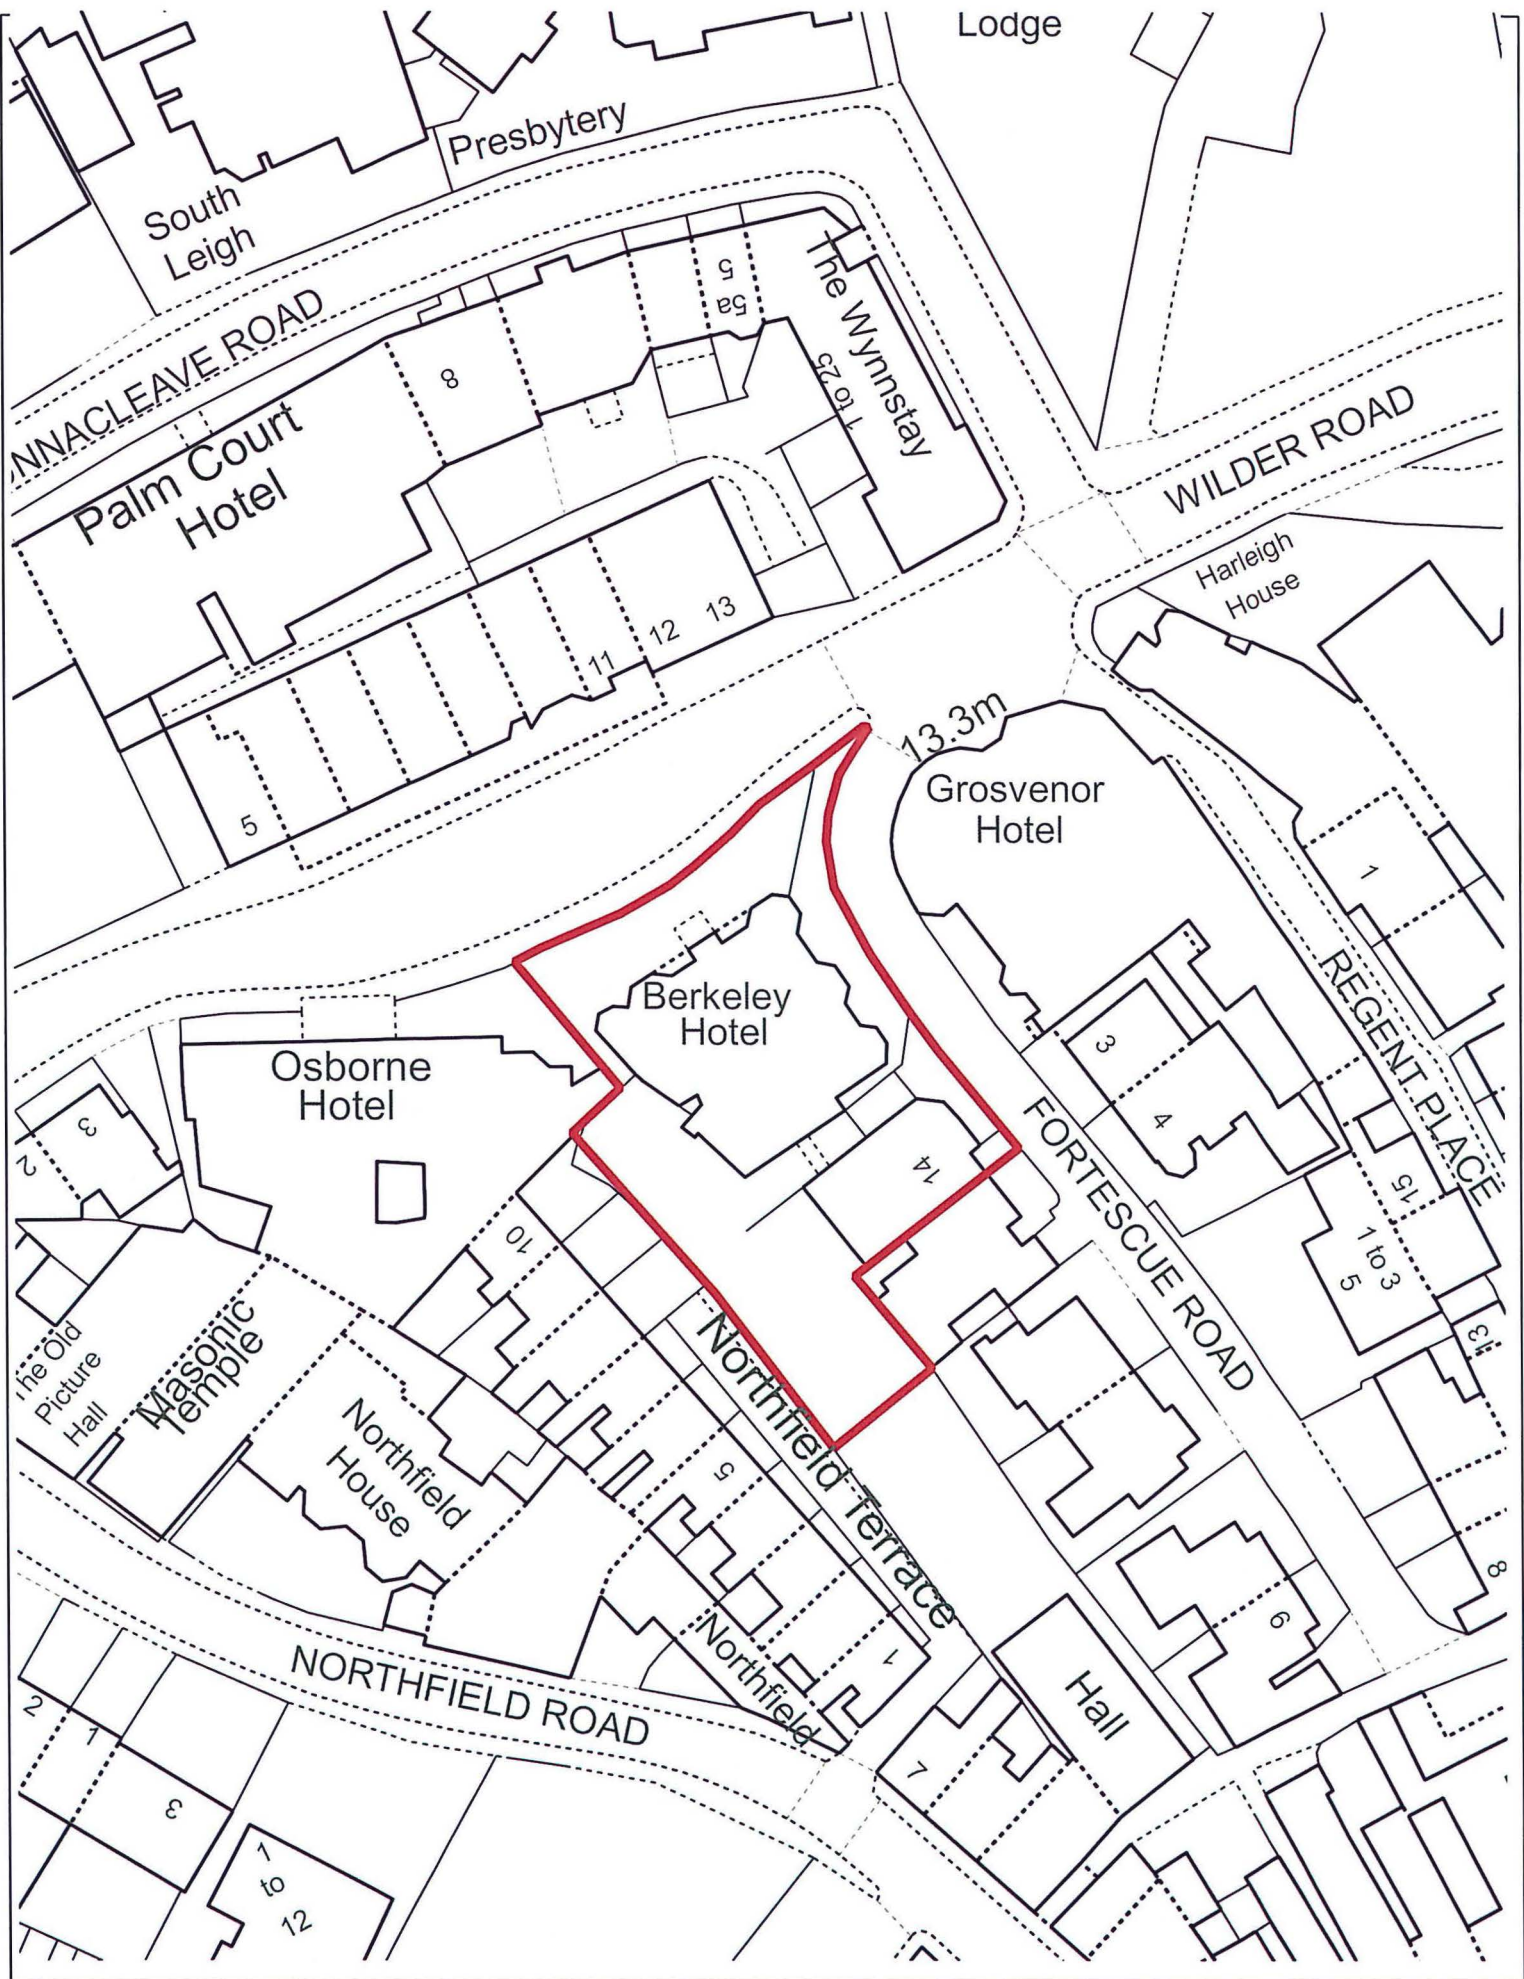 Lodge
Presbytery
South
Leigh
NNACLEAVE ROAD
5
5a
The Wynnstay
1 to 25
8
Palm Court
Hotel
WILDER ROAD
Harleigh
House
13
12
11
5
13.3m
Grosvenor
Hotel
1
REGENT PLACE
Berkeley
Hotel
Osborne
Hotel
3
4
3
2
FORTESCUE ROAD
14
15
10
1 to 3
5
13
The Old
Picture
Hall
Masonic
Temple
Northfield
House
Northfield Terrace
5
8
6
1
Northfield
Hall
NORTHFIELD ROAD
2
1
7
3
1
to
12